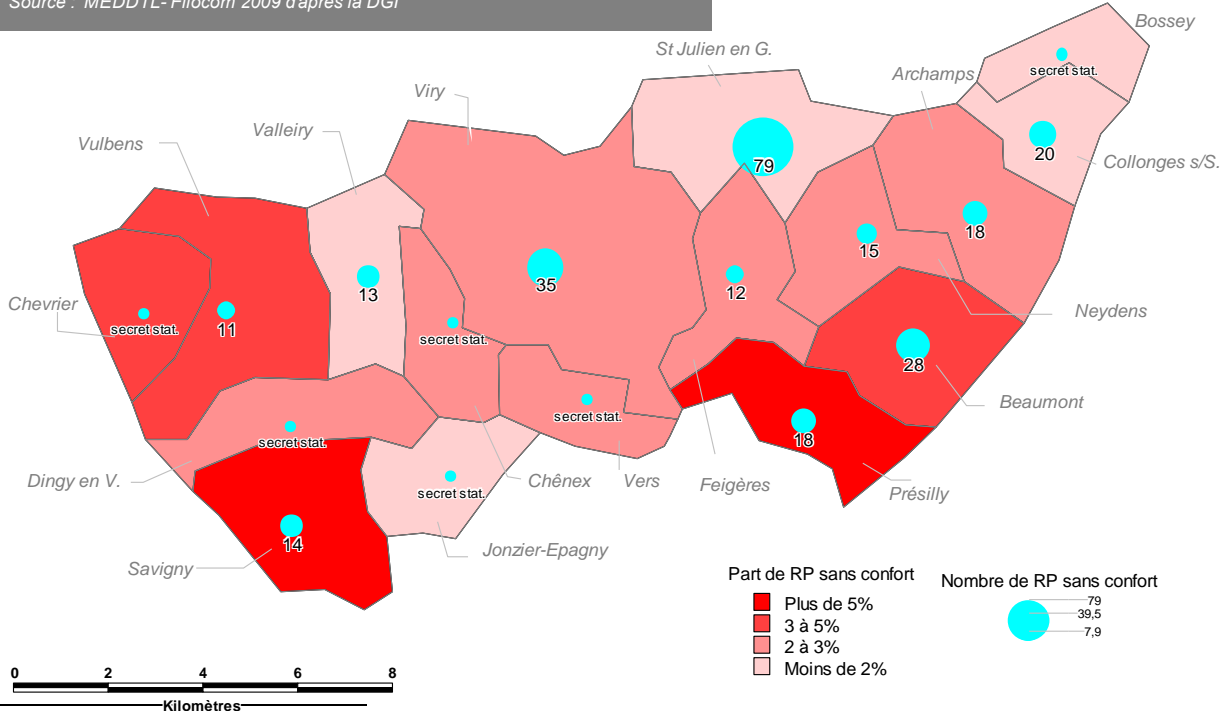 Source : MEDDTL- Filocom 2009 d'après la DGI
Bossey
St Julien en G.
Archamps
secret stat.
Viry
Valleiry
Vulbens
79
20
Collonges s/S.
18
15
35
12
13
Chevrier
secret stat.
11
secret stat.
Neydens
28
Beaumont
secret stat.
18
secret stat.
Dingy en V.
secret stat.
Chênex
Vers
Feigères
Présilly
14
Jonzier-Epagny
Savigny
Part de RP sans confort
Plus de 5%
3 à 5%
2 à 3%
Moins de 2%
Nombre de RP sans confort
79
39,5
7,9
0 2 4 6 8
Kilomètres